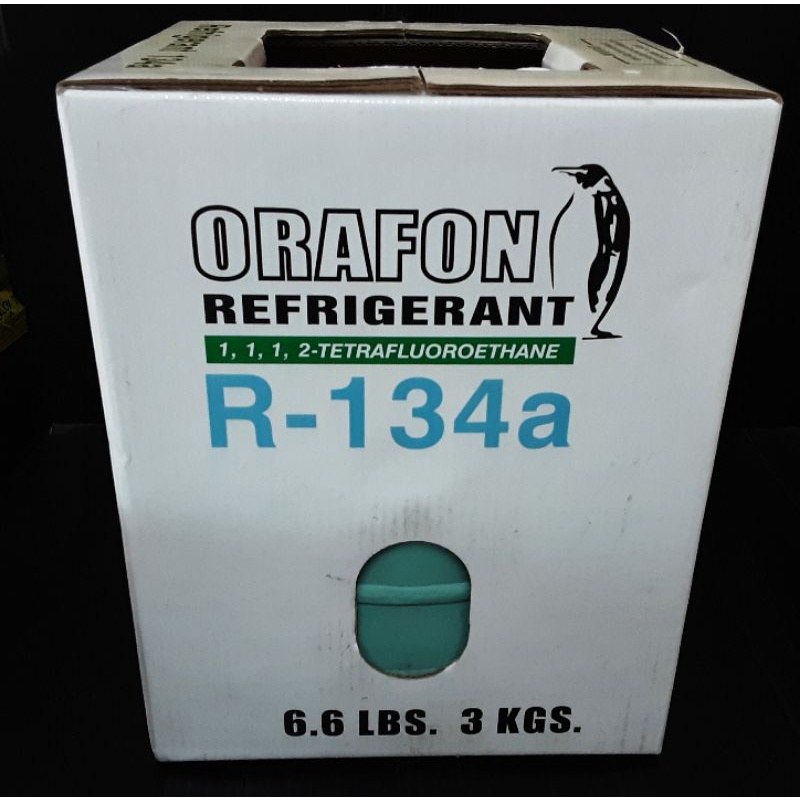 ORAFON
REFRIGERANT
1, 1, 1, 2-TETRAFLUOROETHANE
R-134a
6.6 LBS. 3 KGS.